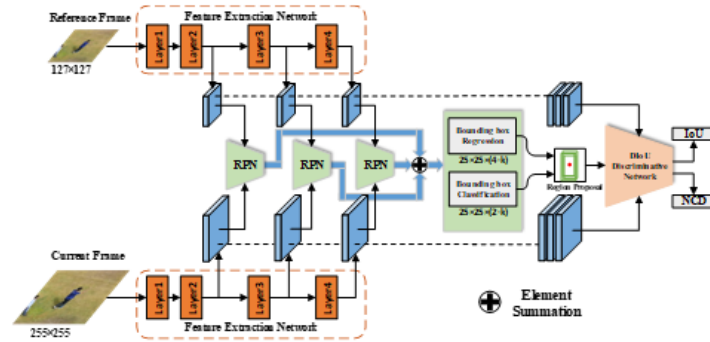 Feature Extraction Network
Reference Frame
Layer1
Layer2
Layer3
Layer4
127×127
Bounding box
Regression
25×25×(4·k)
Bounding box
Classification
25×25×(2·k)
RPN
RPN
RPN
Region Proposal
DIoU
Discriminative
Network
IoU
NCD
Current Frame
Layer1
Layer2
Layer3
Layer4
255×255
Feature Extraction Network
Element
Summation